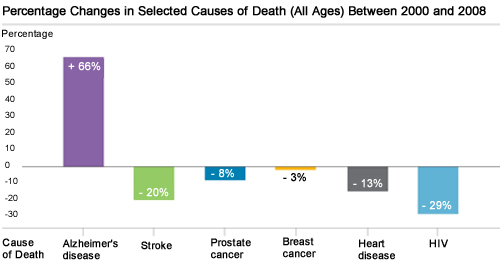 Percentage Changes in Selected Causes of Death (All Ages) Between 2000 and 2008
Percentage
70
60
50
40
30
20
10
0
-10
-20
-30
+ 66%
- 20%
- 8%
- 3%
- 13%
- 29%
Cause of Death
Alzheimer's disease
Stroke
Prostate cancer
Breast cancer
Heart disease
HIV